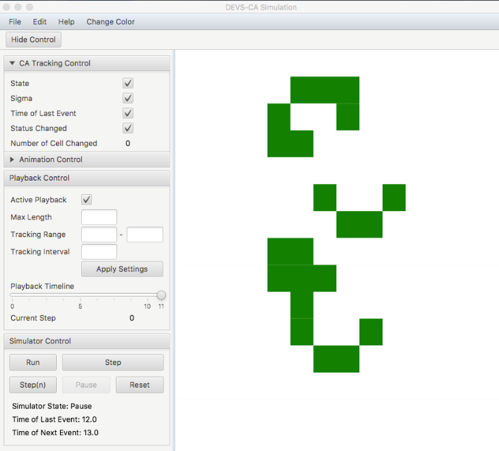 DEVS-CA Simulation
File Edit Help Change Color
Hide Control
CA Tracking Control
State
Sigma
Time of Last Event
Status Changed
Number of Cell Changed 0
Animation Control
Playback Control
Active Playback
Max Length
Tracking Range -
Tracking Interval
Apply Settings
Playback Timeline
0 5 10 11
Current Step 0
Simulator Control
Run Step
Step(n) Pause Reset
Simulator State: Pause
Time of Last Event: 12.0
Time of Next Event: 13.0